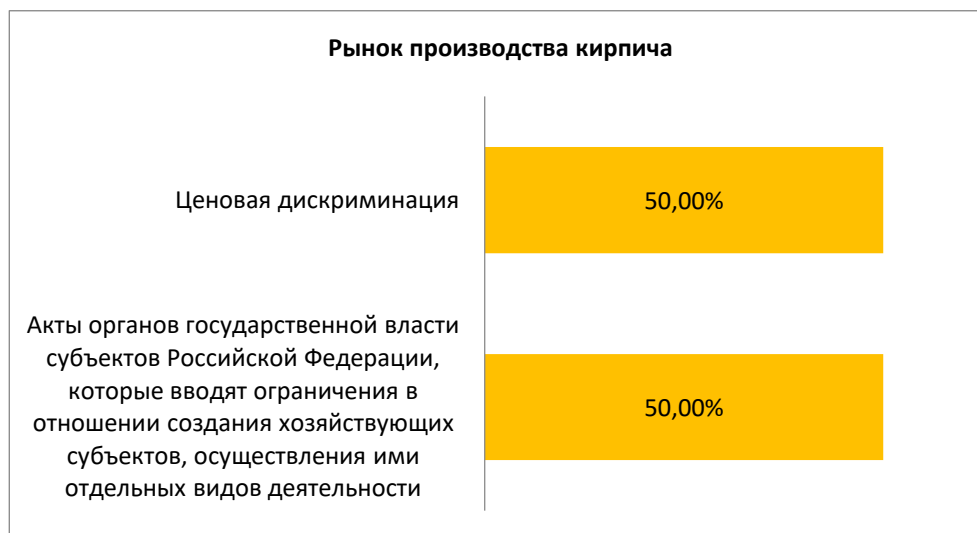 Рынок производства кирпича
Ценовая дискриминация
50,00%
Акты органов государственной власти
субъектов Российской Федерации,
которые вводят ограничения в
отношении создания хозяйствующих
субъектов, осуществления ими
отдельных видов деятельности
50,00%